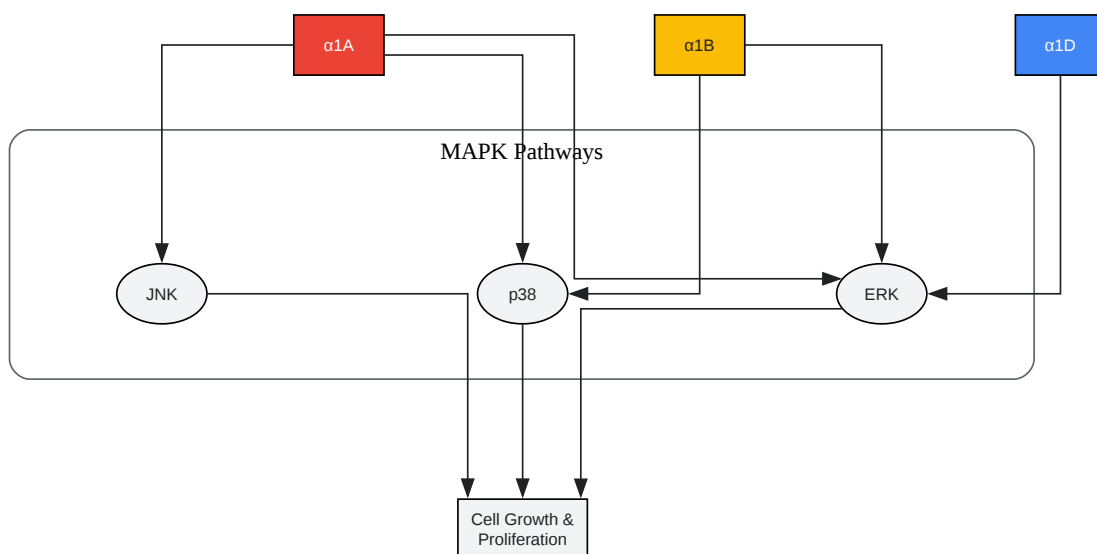 α1A
α1B
α1D
MAPK Pathways
JNK
p38
ERK
Cell Growth &
Proliferation